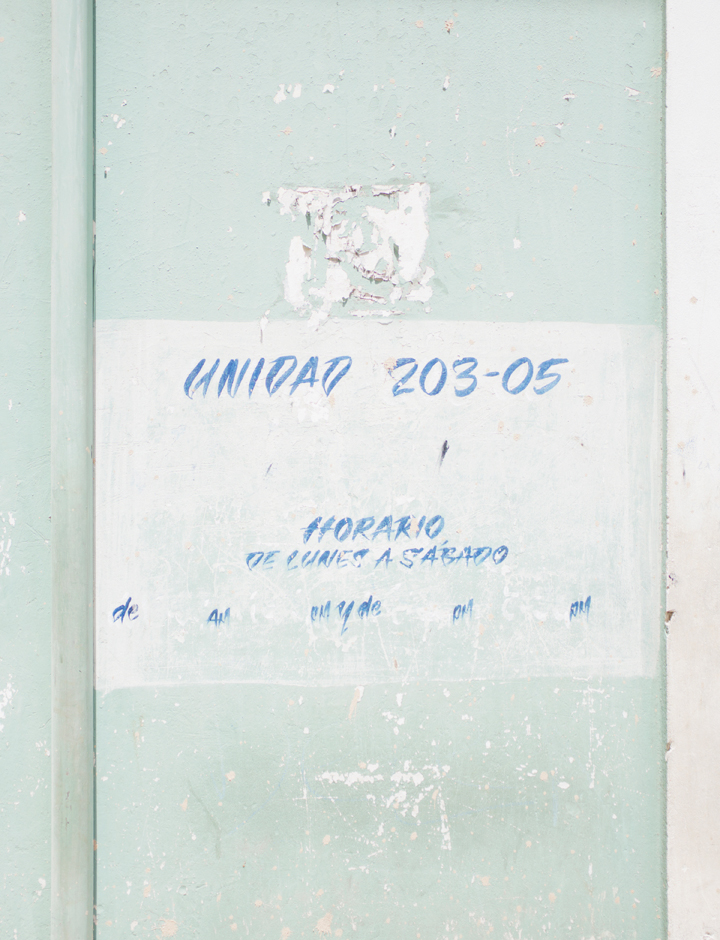 UNIDAD 203-05
HORARIO
DE LUNES A SÁBADO
de AM PM y de PM PM